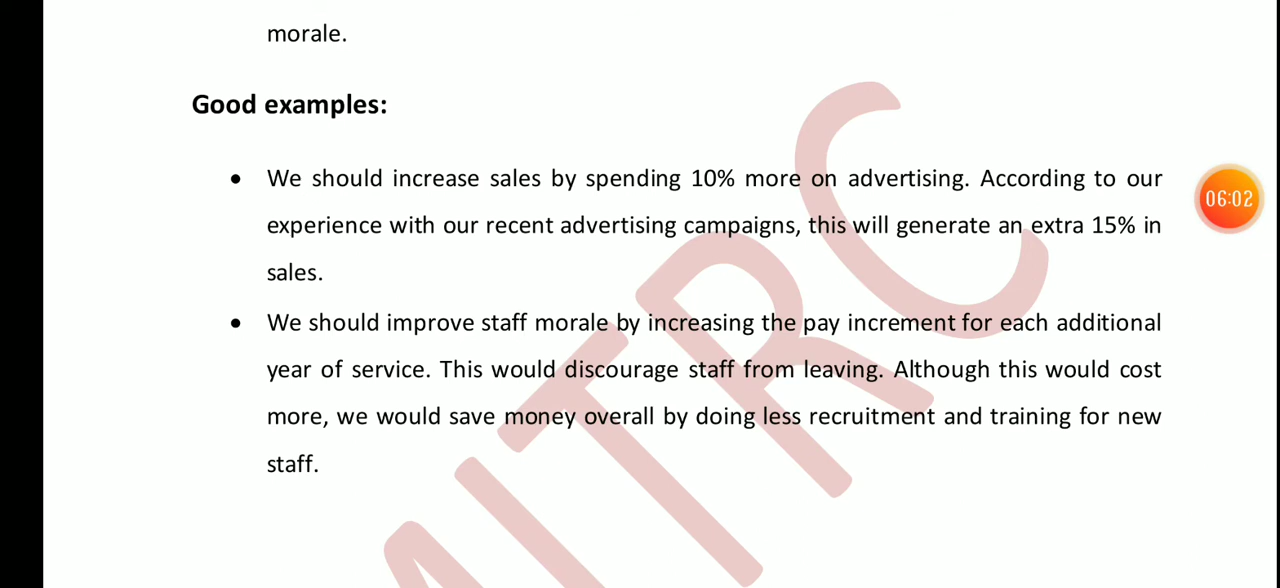 morale.
Good examples:
• We should increase sales by spending 10% more on advertising. According to our
experience with our recent advertising campaigns, this will generate an extra 15% in
sales.
• We should improve staff morale by increasing the pay increment for each additional
year of service. This would discourage staff from leaving. Although this would cost
more, we would save money overall by doing less recruitment and training for new
staff.
06:02
MITRC